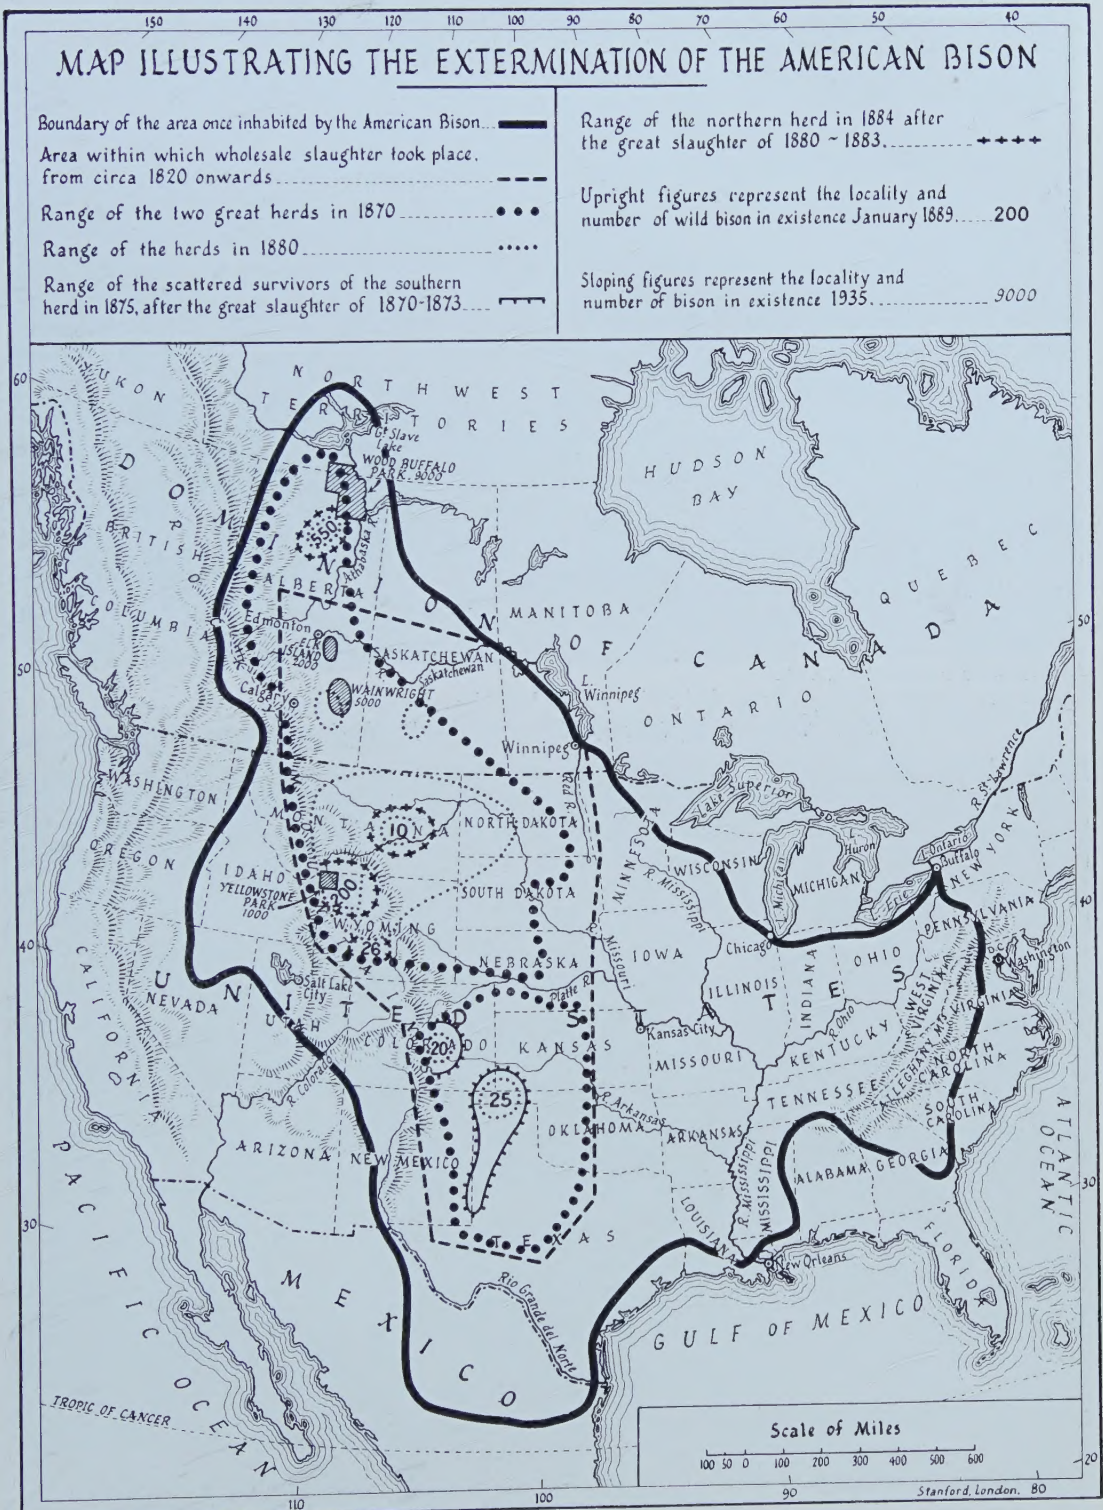 150 140 130 120 110 100 90 80 70 60 50 40
MAP ILLUSTRATING THE EXTERMINATION OF THE AMERICAN BISON
Boundary of the area once inhabited by the American Bison...
Area within which wholesale slaughter took place,
from circa 1820 onwards
Range of the two great herds in 1870
Range of the herds in 1880
Range of the scattered survivors of the southern
herd in 1875, after the great slaughter of 1870-1873
Range of the northern herd in 1884 after
the great slaughter of 1880 ~ 1883.
Upright figures represent the locality and
number of wild bison in existence January 1889. 200
Sloping figures represent the locality and
number of bison in existence 1935. 9000
60
YUKON
NORTHWEST
TERRITORIES
Gt. Slave
Lake
WOOD BUFFALO
PARK. 9000
HUDSON
BAY
DOMINION OF CANADA
BRITISH
COLUMBIA
550
Athabaska R.
ALBERTA
QUEBEC
MANITOBA
Edmonton
ELK
ISLAND
2000
SASKATCHEWAN
Saskatchewan
R.
50
50
Calgary
WAINWRIGHT
5000
L.
Winnipeg
ONTARIO
Winnipeg
Red R.
R. St. Lawrence
WASHINGTON
MONTANA
10
NORTH DAKOTA
MINNESOTA
Lake Superior
L.
Huron
L. Ontario
Buffalo
NEW YORK
OREGON
IDAHO
YELLOWSTONE
PARK
1000
200
SOUTH DAKOTA
R. Mississippi
WISCONSIN
L. Michigan
MICHIGAN
L. Erie
PENNSYLVANIA
40
40
WYOMING
26
4
NEBRASKA
IOWA
Missouri
Chicago
OHIO
D.C.
Washington
CALIFORNIA
NEVADA
UNITED STATES
Salt Lake
City
UTAH
Platte R.
ILLINOIS
INDIANA
WEST
VIRGINIA
VIRGINIA
COLORADO
20
KANSAS
Kansas City
MISSOURI
R. Ohio
KENTUCKY
ALLEGHANY MTS
NORTH
CAROLINA
R. Colorado
25
R. Arkansas
TENNESSEE
SOUTH
CAROLINA
ARIZONA
NEW MEXICO
OKLAHOMA
ARKANSAS
R. Mississippi
MISSISSIPPI
ALABAMA
GEORGIA
ATLANTIC
OCEAN
30
30
TEXAS
LOUISIANA
New Orleans
FLORIDA
PACIFIC OCEAN
MEXICO
Rio Grande del Norte
GULF OF MEXICO
TROPIC OF CANCER
Scale of Miles
100 50 0 100 200 300 400 500 600
20
110 100 90 80
Stanford, London.